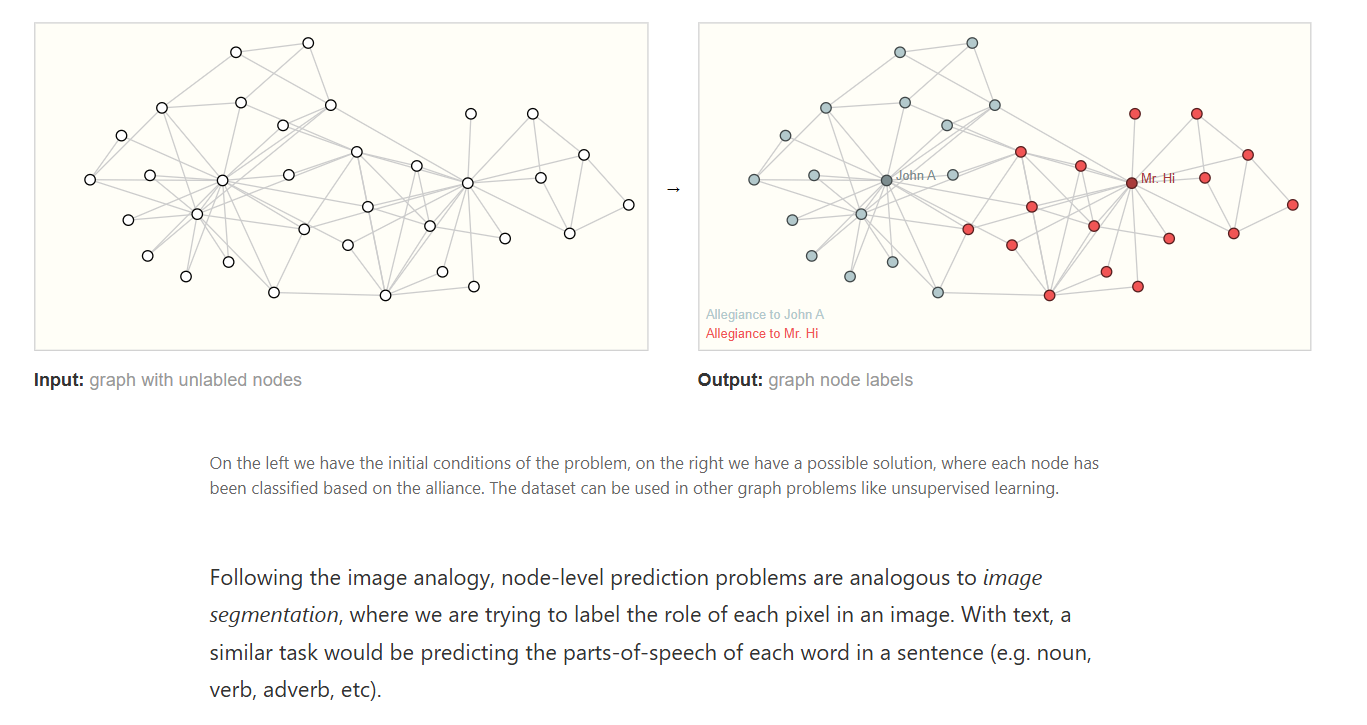 John A
Mr. Hi
Allegiance to John A
Allegiance to Mr. Hi
→
Input: graph with unlabled nodes
Output: graph node labels
On the left we have the initial conditions of the problem, on the right we have a possible solution, where each node has
been classified based on the alliance. The dataset can be used in other graph problems like unsupervised learning.
Following the image analogy, node-level prediction problems are analogous to image
segmentation, where we are trying to label the role of each pixel in an image. With text, a
similar task would be predicting the parts-of-speech of each word in a sentence (e.g. noun,
verb, adverb, etc).